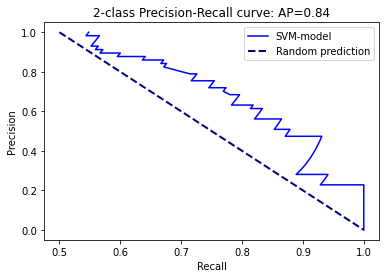 2-class Precision-Recall curve: AP=0.84
SVM-model
Random prediction
Precision
1.0
0.8
0.6
0.4
0.2
0.0
0.5
0.6
0.7
0.8
0.9
1.0
Recall